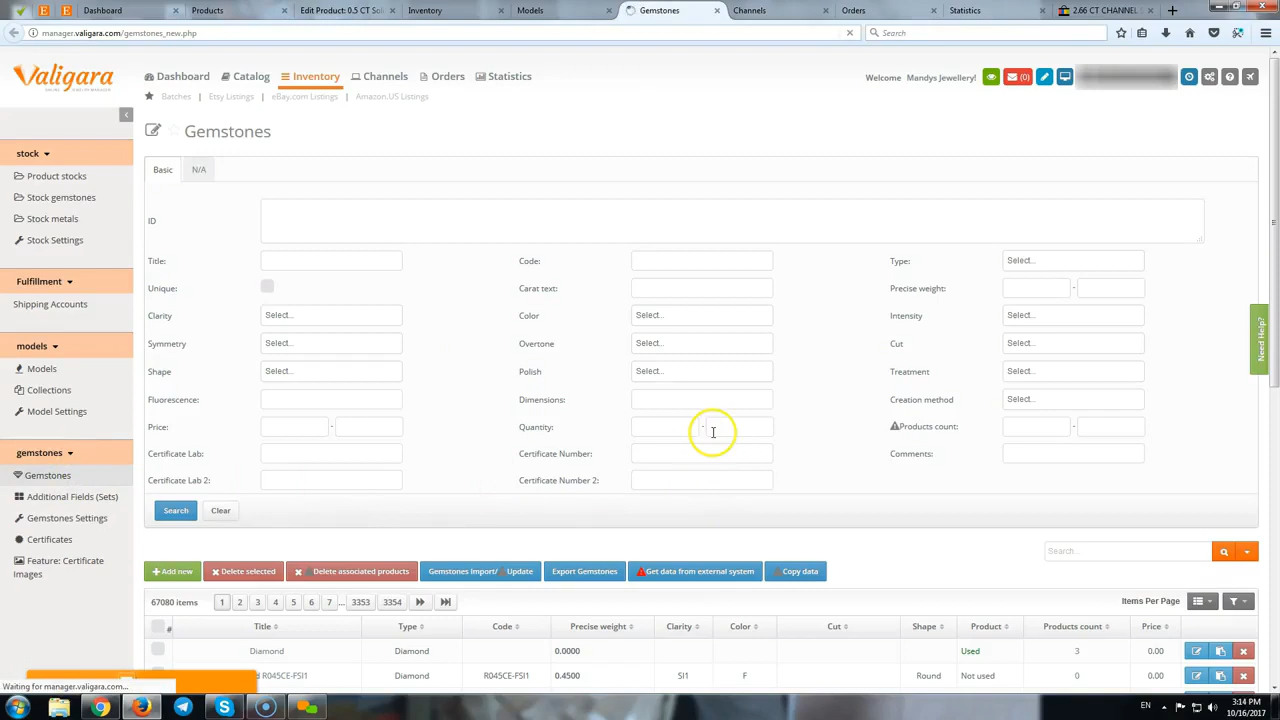 Dashboard
Products
Edit Product: 0.5 CT Soli
Inventory
Models
Gemstones
Channels
Orders
Statistics
2.66 CT CHANNEL S
manager.valigara.com/gemstones_new.php
Search
Valigara
ONLINE JEWELRY MANAGER
Dashboard
Catalog
Inventory
Channels
Orders
Statistics
Welcome Mandys Jewellery!
(0)
Batches
Etsy Listings
eBay.com Listings
Amazon.US Listings
Gemstones
stock
Product stocks
Stock gemstones
Stock metals
Stock Settings
Fulfillment
Shipping Accounts
models
Models
Collections
Model Settings
gemstones
Gemstones
Additional Fields (Sets)
Gemstones Settings
Certificates
Feature: Certificate
images
Basic
N/A
ID
Title:
Code:
Type:
Select...
Unique:
Carat text:
Precise weight:
-
Clarity
Select...
Color
Select...
Intensity
Select...
Symmetry
Select...
Overtone
Select...
Cut
Select...
Shape
Select...
Polish
Select...
Treatment
Select...
Fluorescence:
Dimensions:
Creation method
Select...
Price:
-
Quantity:
-
Products count:
-
Certificate Lab:
Certificate Number:
Comments:
Certificate Lab 2:
Certificate Number 2:
Search
Clear
Need Help?
Search...
Add new
Delete selected
Delete associated products
Gemstones Import/ Update
Export Gemstones
Get data from external system
Copy data
67080 items
1 2 3 4 5 6 7 ... 3353 3354
Items Per Page
# Title Type Code Precise weight Clarity Color Cut Shape Product Products count Price
Diamond Diamond 0.0000 Used 3 0.00
R045CE-FSI1 Diamond R045CE-FSI1 0.4500 SI1 F Round Not used 0 0.00
Waiting for manager.valigara.com...
EN
3:14 PM
10/16/2017